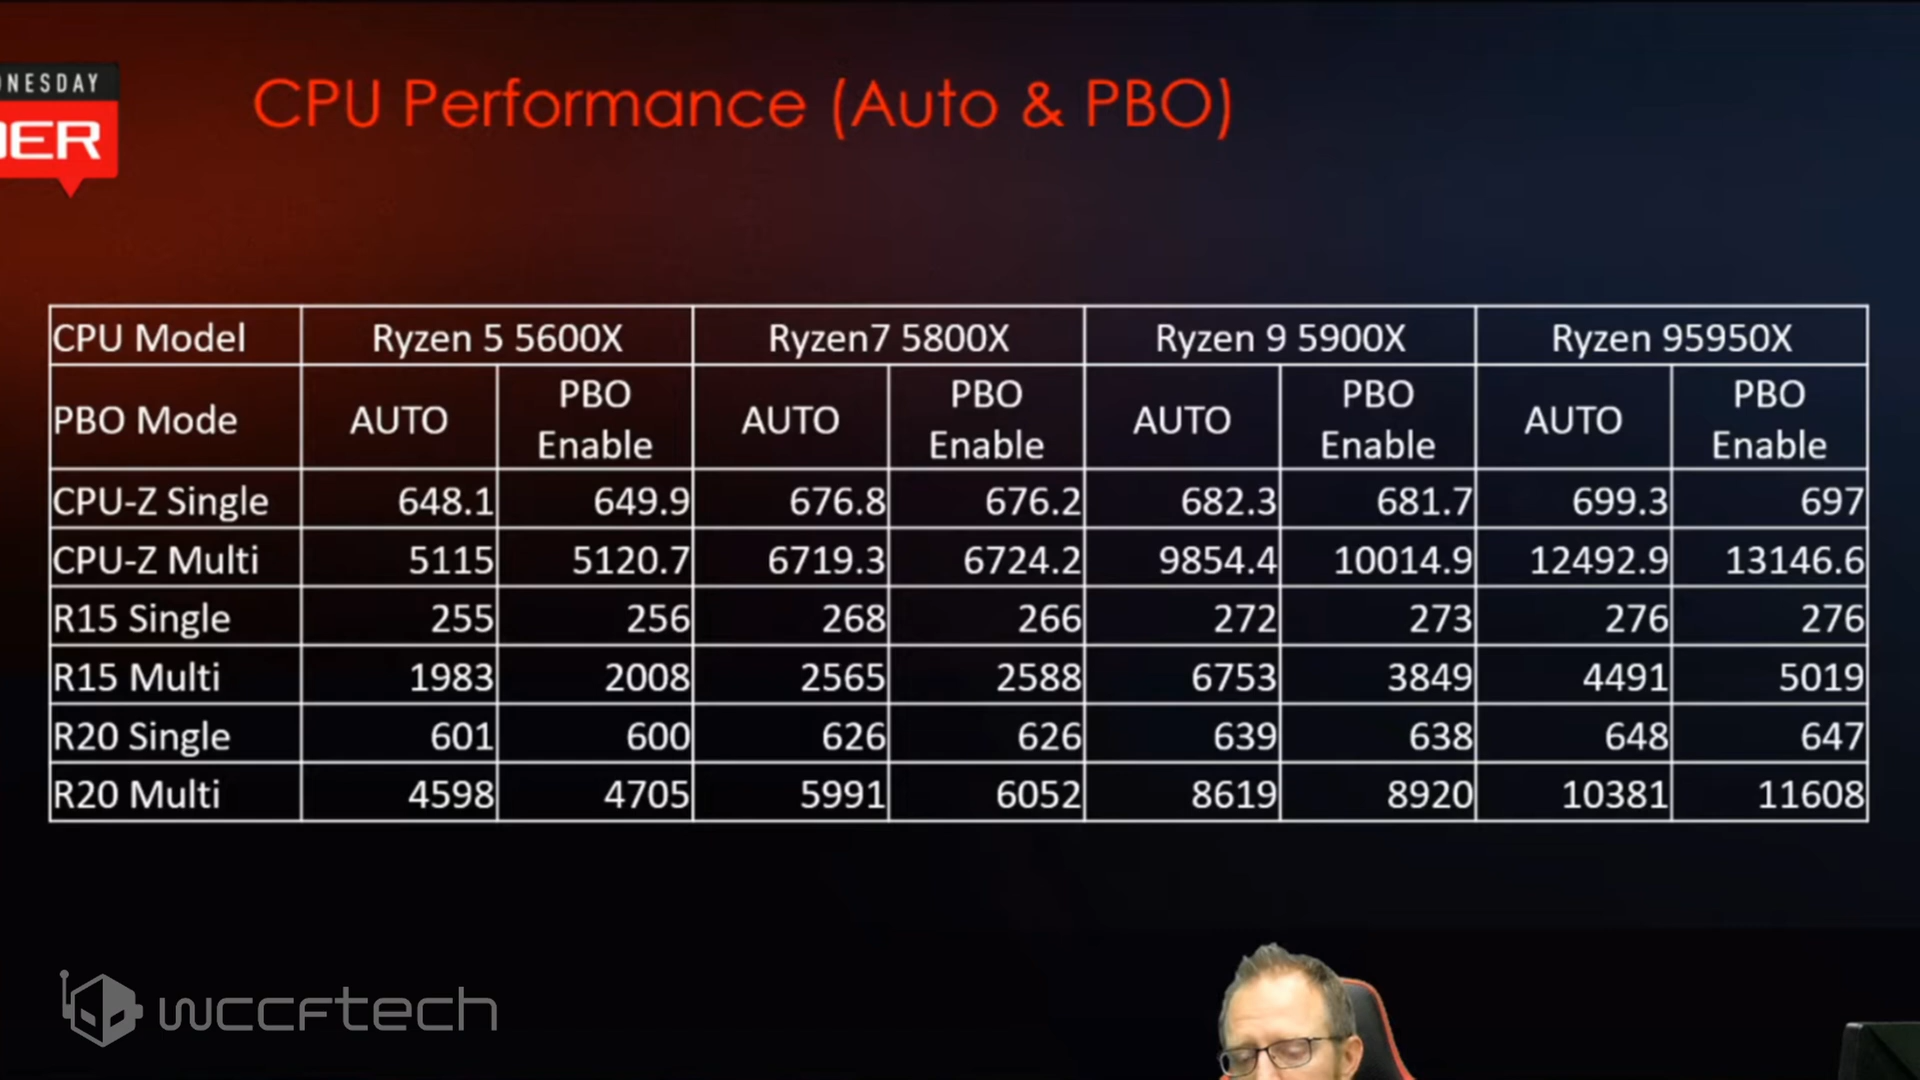 NESDAY
DER
CPU Performance (Auto & PBO)
CPU Model Ryzen 5 5600X Ryzen7 5800X Ryzen 9 5900X Ryzen 95950X
PBO Mode AUTO PBO Enable AUTO PBO Enable AUTO PBO Enable AUTO PBO Enable
CPU-Z Single 648.1 649.9 676.8 676.2 682.3 681.7 699.3 697
CPU-Z Multi 5115 5120.7 6719.3 6724.2 9854.4 10014.9 12492.9 13146.6
R15 Single 255 256 268 266 272 273 276 276
R15 Multi 1983 2008 2565 2588 6753 3849 4491 5019
R20 Single 601 600 626 626 639 638 648 647
R20 Multi 4598 4705 5991 6052 8619 8920 10381 11608
wccftech